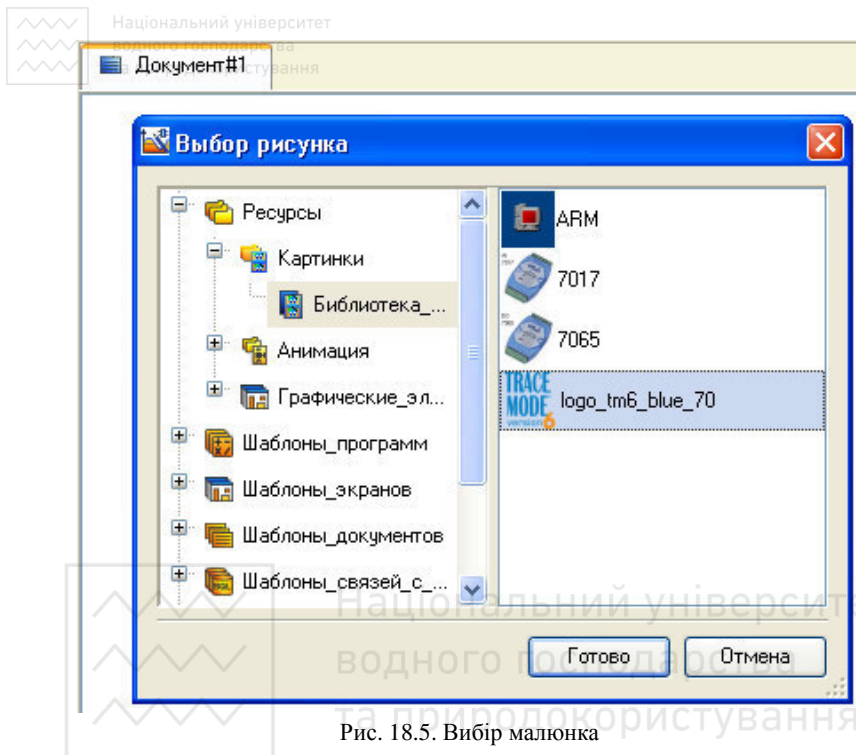 Національний університет
водного господарства
та природокористування
Документ#1
Выбор рисунка
Ресурсы
Картинки
Библиотека_...
Анимация
Графические_эл...
Шаблоны_программ
Шаблоны_экранов
Шаблоны_документов
Шаблоны_связей_с_...
ARM
7017
7065
TRACE
MODE
version 6
logo_tm6_blue_70
Готово
Отмена
Національний університ
водного господарства
та природокористування
Рис. 18.5. Вибір малюнка